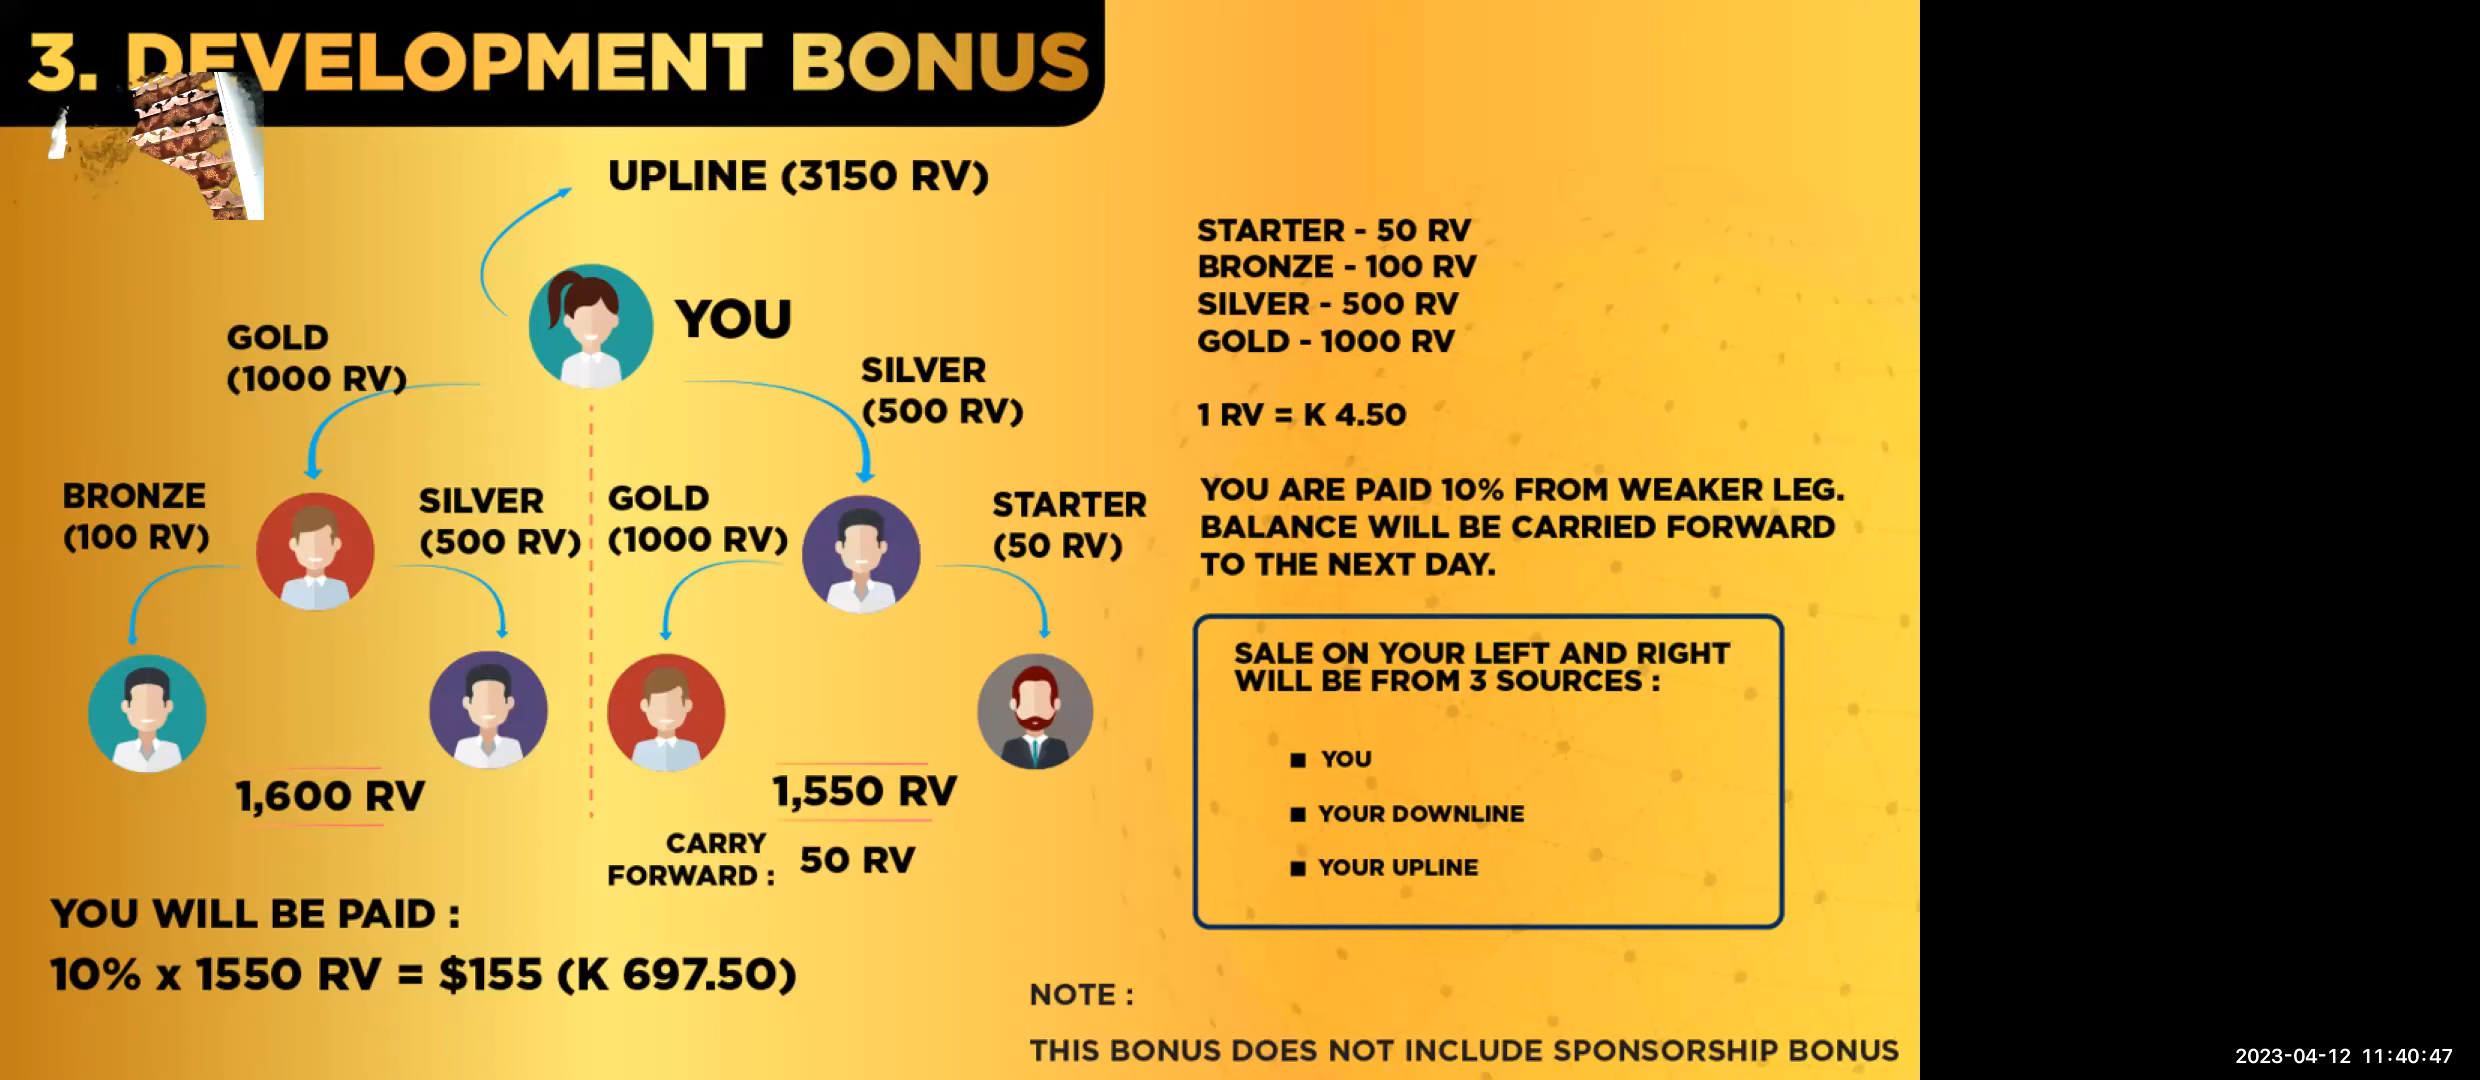 3. DEVELOPMENT BONUS
UPLINE (3150 RV)
YOU
GOLD
(1000 RV)
SILVER
(500 RV)
BRONZE
(100 RV)
SILVER
(500 RV)
GOLD
(1000 RV)
STARTER
(50 RV)
1,600 RV
1,550 RV
CARRY
FORWARD :
50 RV
YOU WILL BE PAID :
10% x 1550 RV = $155 (K 697.50)
STARTER - 50 RV
BRONZE - 100 RV
SILVER - 500 RV
GOLD - 1000 RV
1 RV = K 4.50
YOU ARE PAID 10% FROM WEAKER LEG.
BALANCE WILL BE CARRIED FORWARD
TO THE NEXT DAY.
SALE ON YOUR LEFT AND RIGHT
WILL BE FROM 3 SOURCES :
■ YOU
■ YOUR DOWNLINE
■ YOUR UPLINE
NOTE :
THIS BONUS DOES NOT INCLUDE SPONSORSHIP BONUS
2023-04-12 11:40:47